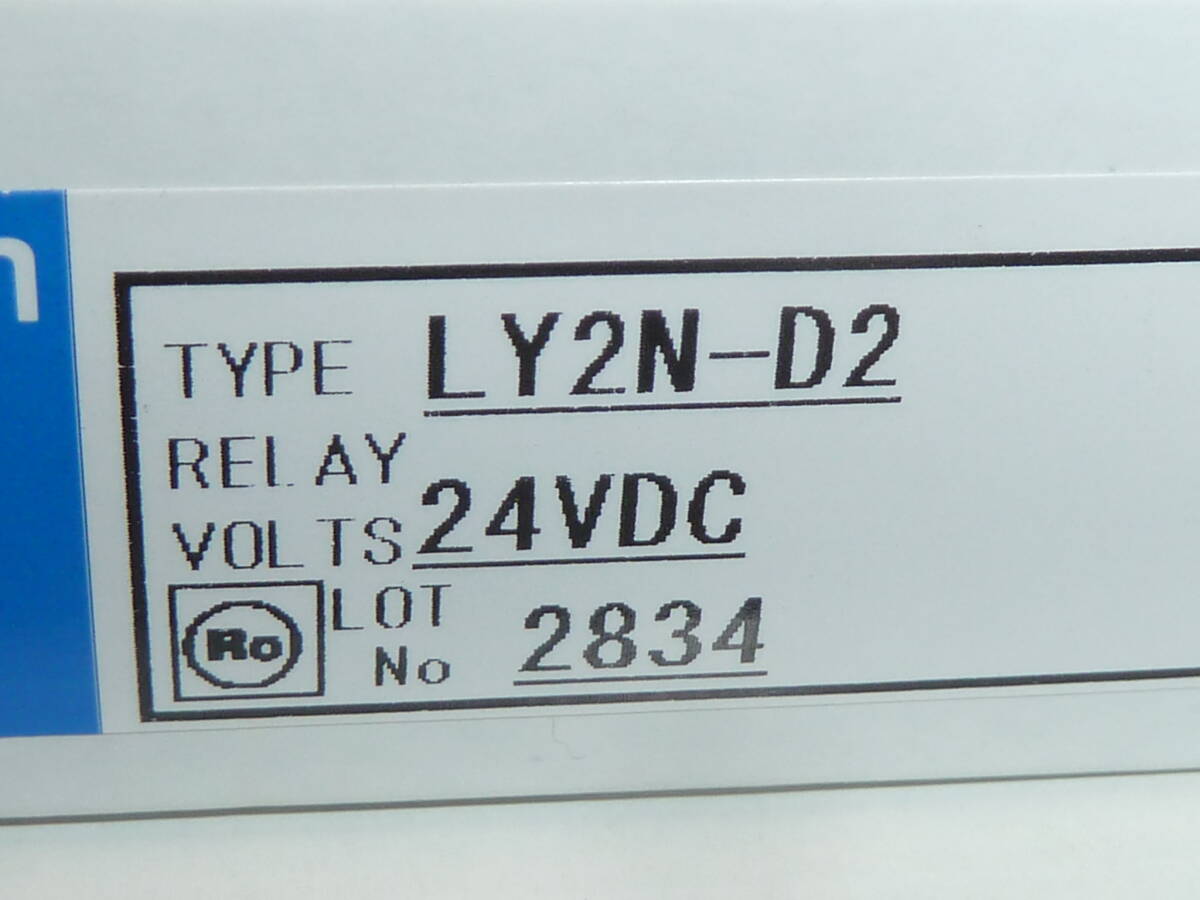 n
TYPE LY2N-D2
RELAY
VOLTS 24VDC
Ro LOT
No 2834